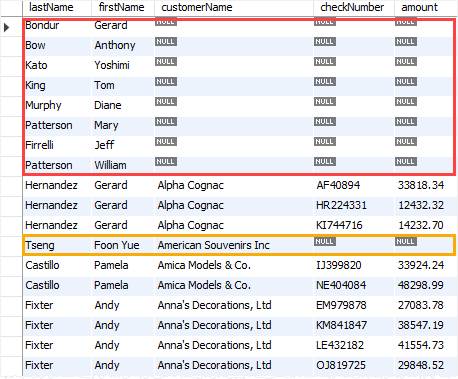 lastName firstName customerName checkNumber amount
Bondur Gerard NULL NULL NULL
Bow Anthony NULL NULL NULL
Kato Yoshimi NULL NULL NULL
King Tom NULL NULL NULL
Murphy Diane NULL NULL NULL
Patterson Mary NULL NULL NULL
Firrelli Jeff NULL NULL NULL
Patterson William NULL NULL NULL
Hernandez Gerard Alpha Cognac AF40894 33818.34
Hernandez Gerard Alpha Cognac HR224331 12432.32
Hernandez Gerard Alpha Cognac KI744716 14232.70
Tseng Foon Yue American Souvenirs Inc NULL NULL
Castillo Pamela Amica Models & Co. IJ399820 33924.24
Castillo Pamela Amica Models & Co. NE404084 48298.99
Fixter Andy Anna's Decorations, Ltd EM979878 27083.78
Fixter Andy Anna's Decorations, Ltd KM841847 38547.19
Fixter Andy Anna's Decorations, Ltd LE432182 41554.73
Fixter Andy Anna's Decorations, Ltd OJ819725 29848.52